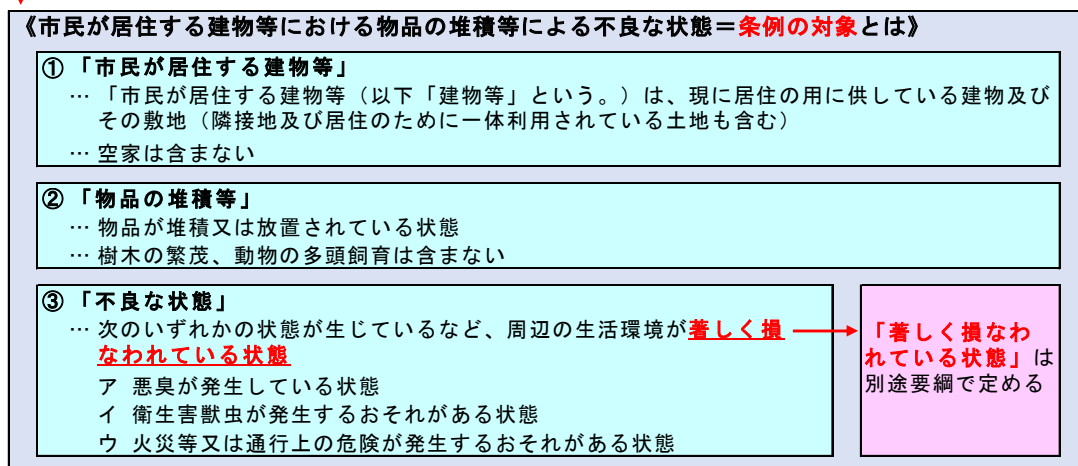 《市民が居住する建物等における物品の堆積等による不良な状態＝条例の対象とは》
① 「市民が居住する建物等」
… 「市民が居住する建物等（以下「建物等」という。）は、現に居住の用に供している建物及び
その敷地（隣接地及び居住のために一体利用されている土地も含む）
… 空家は含まない
② 「物品の堆積等」
… 物品が堆積又は放置されている状態
… 樹木の繁茂、動物の多頭飼育は含まない
③ 「不良な状態」
… 次のいずれかの状態が生じているなど、周辺の生活環境が著しく損
なわれている状態
ア 悪臭が発生している状態
イ 衛生害獣虫が発生するおそれがある状態
ウ 火災等又は通行上の危険が発生するおそれがある状態
「著しく損なわ
れている状態」は
別途要綱で定める